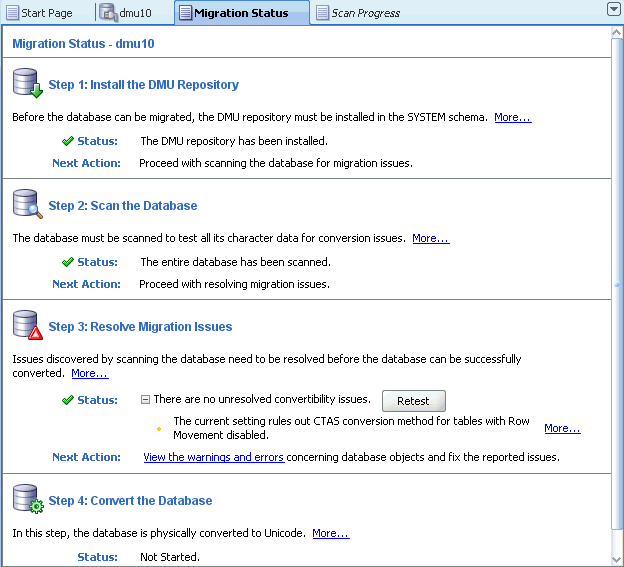 Start Page dmu10 Migration Status Scan Progress
Migration Status - dmu10
Step 1: Install the DMU Repository
Before the database can be migrated, the DMU repository must be installed in the SYSTEM schema. More...
Status: The DMU repository has been installed.
Next Action: Proceed with scanning the database for migration issues.
Step 2: Scan the Database
The database must be scanned to test all its character data for conversion issues. More...
Status: The entire database has been scanned.
Next Action: Proceed with resolving migration issues.
Step 3: Resolve Migration Issues
Issues discovered by scanning the database need to be resolved before the database can be successfully
converted. More...
Status: There are no unresolved convertibility issues. Retest
The current setting rules out CTAS conversion method for tables with Row
Movement disabled. More...
Next Action: View the warnings and errors concerning database objects and fix the reported issues.
Step 4: Convert the Database
In this step, the database is physically converted to Unicode. More...
Status: Not Started.